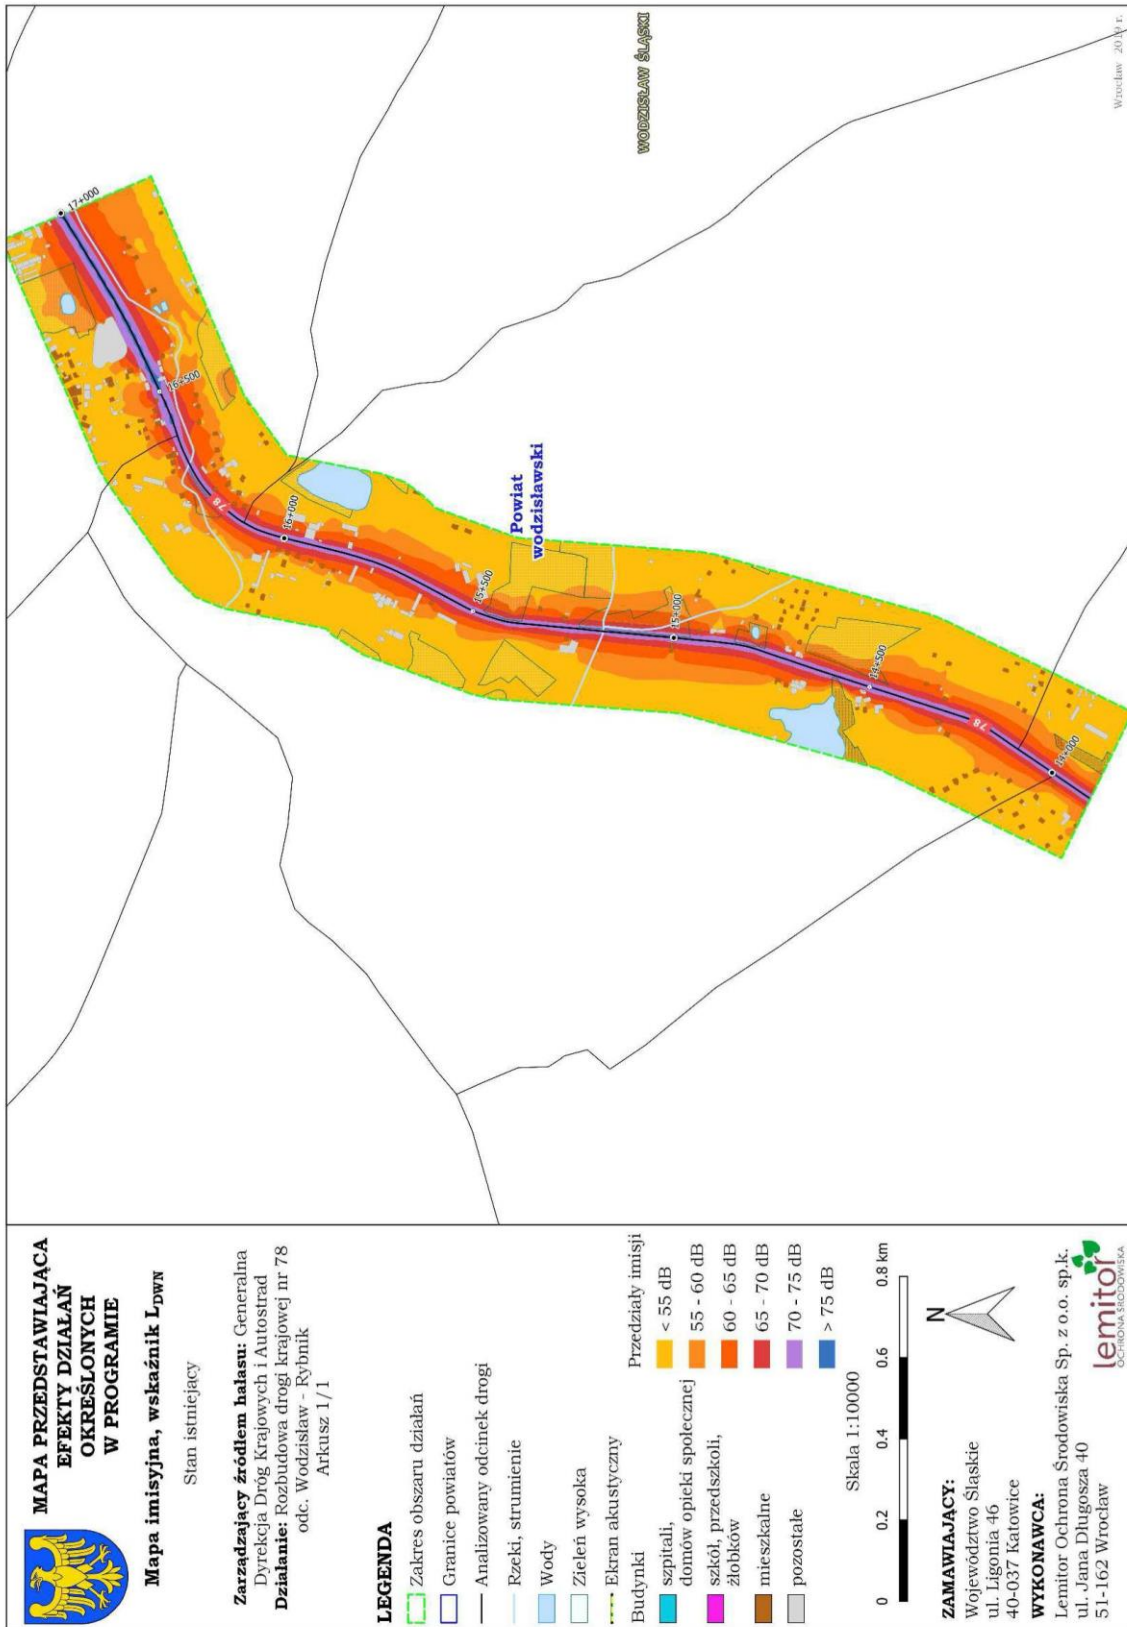 MAPA PRZEDSTAWIAJĄCA
EFEKTY DZIAŁAŃ
OKREŚLONYCH
W PROGRAMIE
Mapa imisyjna, wskaźnik LDWN
Stan istniejący
Zarządzający źródłem hałasu: Generalna
Dyrekcja Dróg Krajowych i Autostrad
Działanie: Rozbudowa drogi krajowej nr 78
odc. Wodzisław - Rybnik
Arkusz 1/1
LEGENDA
Zakres obszaru działań
Granice powiatów
Analizowany odcinek drogi
Rzeki, strumienie
Wody
Zieleń wysoka
Ekran akustyczny
Budynki
szpitali,
domów opieki społecznej
szkół, przedszkoli,
żłobków
mieszkalne
pozostałe
Przedziały imisji
< 55 dB
55 - 60 dB
60 - 65 dB
65 - 70 dB
70 - 75 dB
> 75 dB
Skala 1:10000
0 0.2 0.4 0.6 0.8 km
N
ZAMAWIAJĄCY:
Województwo Śląskie
ul. Ligonia 46
40-037 Katowice
WYKONAWCA:
Lemitor Ochrona Środowiska Sp. z o.o. sp.k.
ul. Jana Długosza 40
51-162 Wrocław
lemitor
OCHRONA ŚRODOWISKA
17+000
16+500
78
16+000
15+500
15+000
14+500
78
14+000
Powiat
wodzisławski
WODZISŁAW ŚLĄSKI
Wrocław 2019 r.